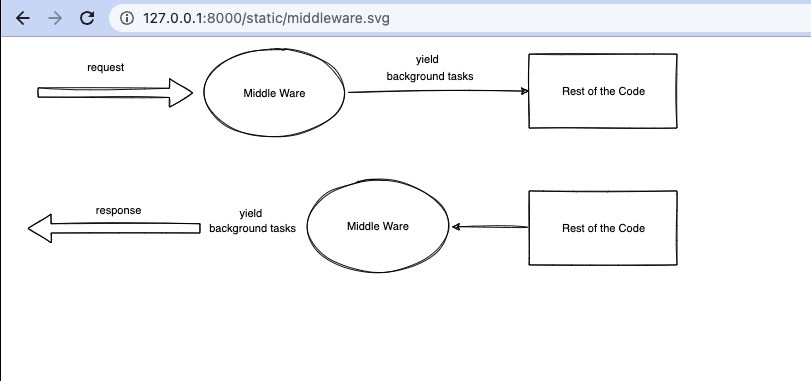 127.0.0.1:8000/static/middleware.svg
request
yield
background tasks
Middle Ware
Rest of the Code
response
yield
background tasks
Middle Ware
Rest of the Code